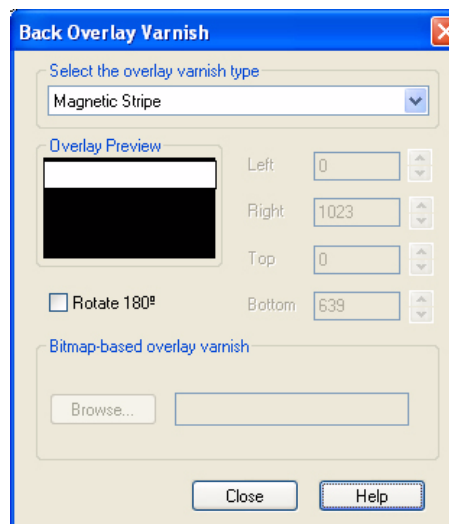 Back Overlay Varnish
Select the overlay varnish type
Magnetic Stripe
Overlay Preview
Left 0
Right 1023
Top 0
Rotate 180º
Bottom 639
Bitmap-based overlay varnish
Browse...
Close Help